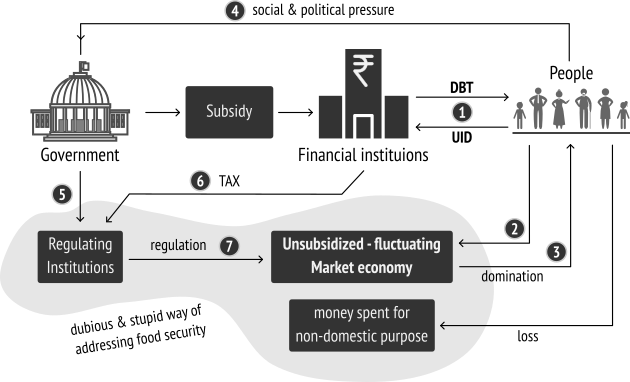 4 social & political pressure
₹
People
DBT
1
UID
Subsidy
Government
Financial instituions
5
6 TAX
2
3
Regulating
Institutions
regulation 7
Unsubsidized - fluctuating
Market economy
domination
money spent for
non-domestic purpose
loss
dubious & stupid way of
addressing food security